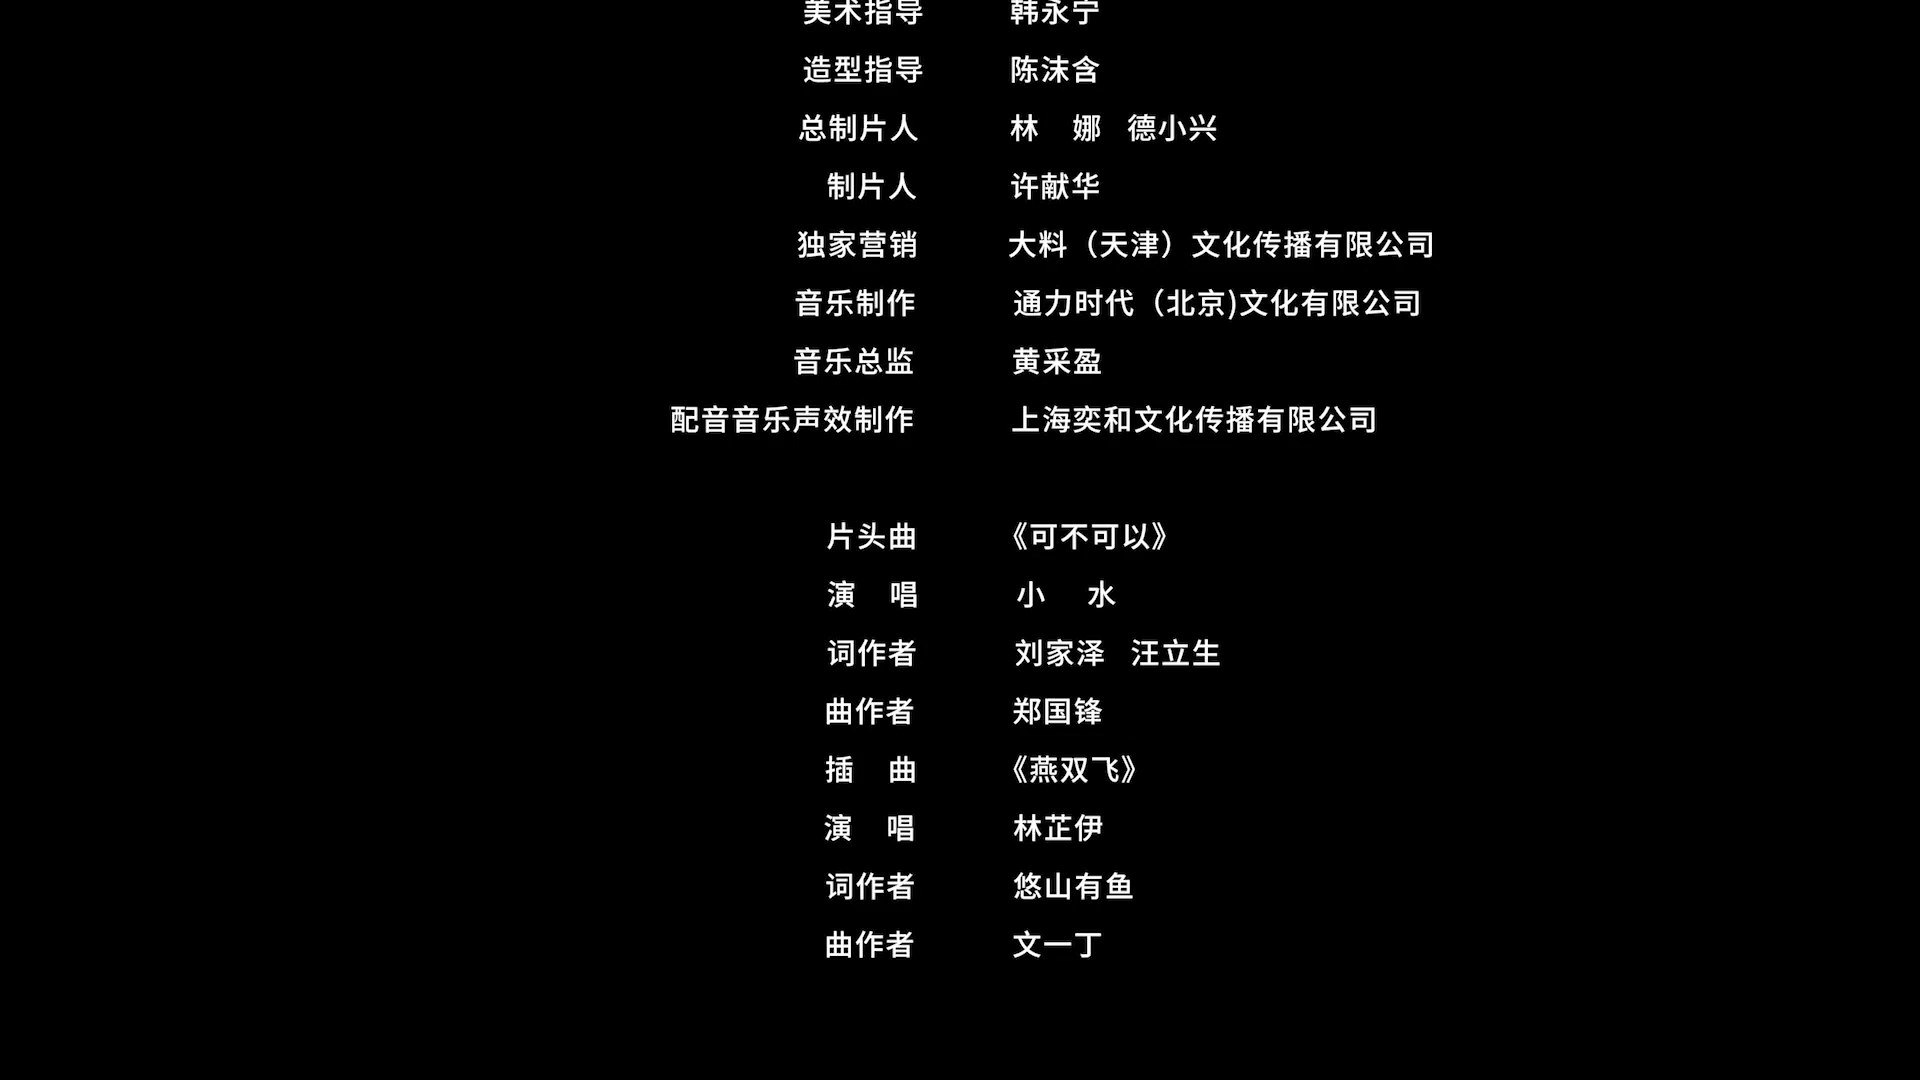 美术指导 韩永宁
造型指导 陈沫含
总制片人 林 娜 德小兴
制片人 许献华
独家营销 大料（天津）文化传播有限公司
音乐制作 通力时代（北京)文化有限公司
音乐总监 黄采盈
配音音乐声效制作 上海奕和文化传播有限公司
片头曲 《可不可以》
演 唱 小 水
词作者 刘家泽 汪立生
曲作者 郑国锋
插 曲 《燕双飞》
演 唱 林芷伊
词作者 悠山有鱼
曲作者 文一丁